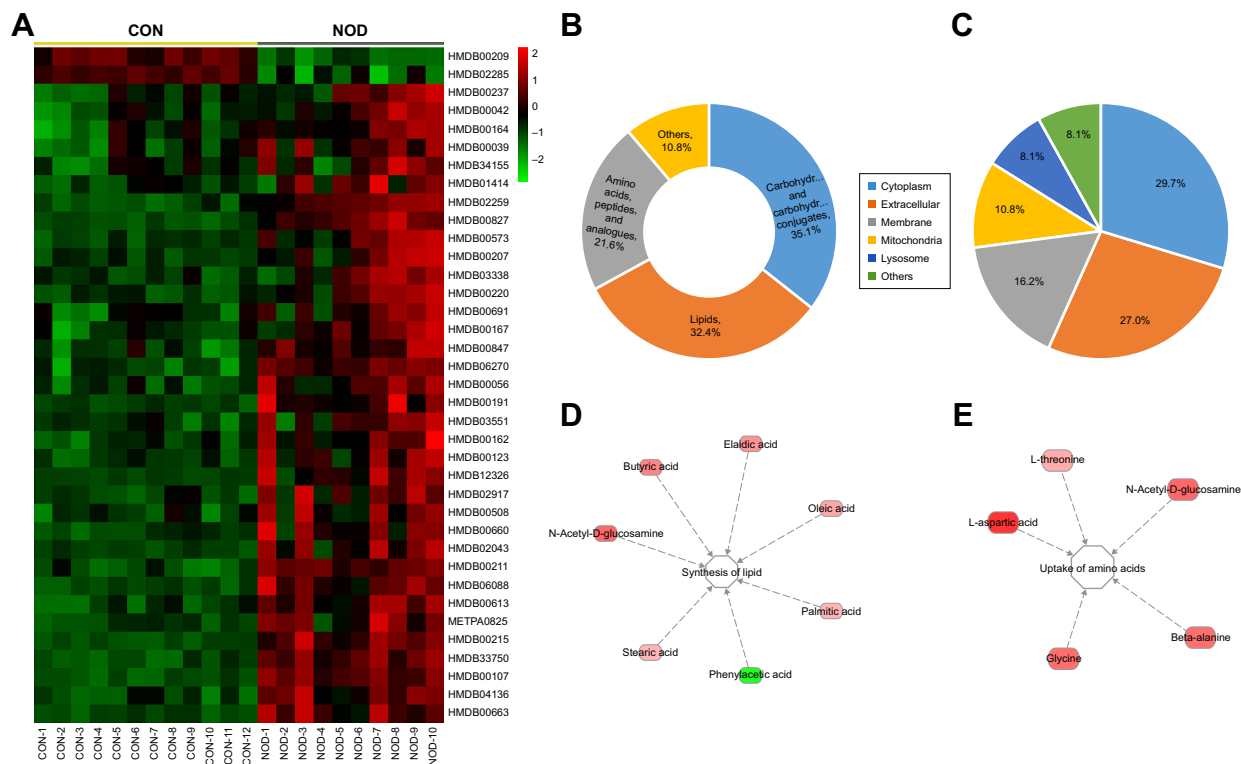 A
CON
NOD
HMDB00209
HMDB02285
HMDB00237
HMDB00042
HMDB00164
HMDB00039
HMDB34155
HMDB01414
HMDB02259
HMDB00827
HMDB00573
HMDB00207
HMDB03338
HMDB00220
HMDB00691
HMDB00167
HMDB00847
HMDB06270
HMDB00056
HMDB00191
HMDB03551
HMDB00162
HMDB00123
HMDB12326
HMDB02917
HMDB00508
HMDB00660
HMDB02043
HMDB00211
HMDB06088
HMDB00613
METPA0825
HMDB00215
HMDB33750
HMDB00107
HMDB04136
HMDB00663
2
1
0
−1
−2
CON-1
CON-2
CON-3
CON-4
CON-5
CON-6
CON-7
CON-8
CON-9
CON-10
CON-11
CON-12
NOD-1
NOD-2
NOD-3
NOD-4
NOD-5
NOD-6
NOD-7
NOD-8
NOD-9
NOD-10
B
Others,
10.8%
Amino
acids,
peptides,
and
analogues,
21.6%
Carbohydr...
and
carbohydr...
conjugates,
35.1%
Lipids,
32.4%
Cytoplasm
Extracellular
Membrane
Mitochondria
Lysosome
Others
C
8.1%
8.1%
29.7%
10.8%
16.2%
27.0%
D
Elaidic acid
Butyric acid
Oleic acid
N-Acetyl-D-glucosamine
Synthesis of lipid
Palmitic acid
Stearic acid
Phenylacetic acid
E
L-threonine
N-Acetyl-D-glucosamine
L-aspartic acid
Uptake of amino acids
Beta-alanine
Glycine